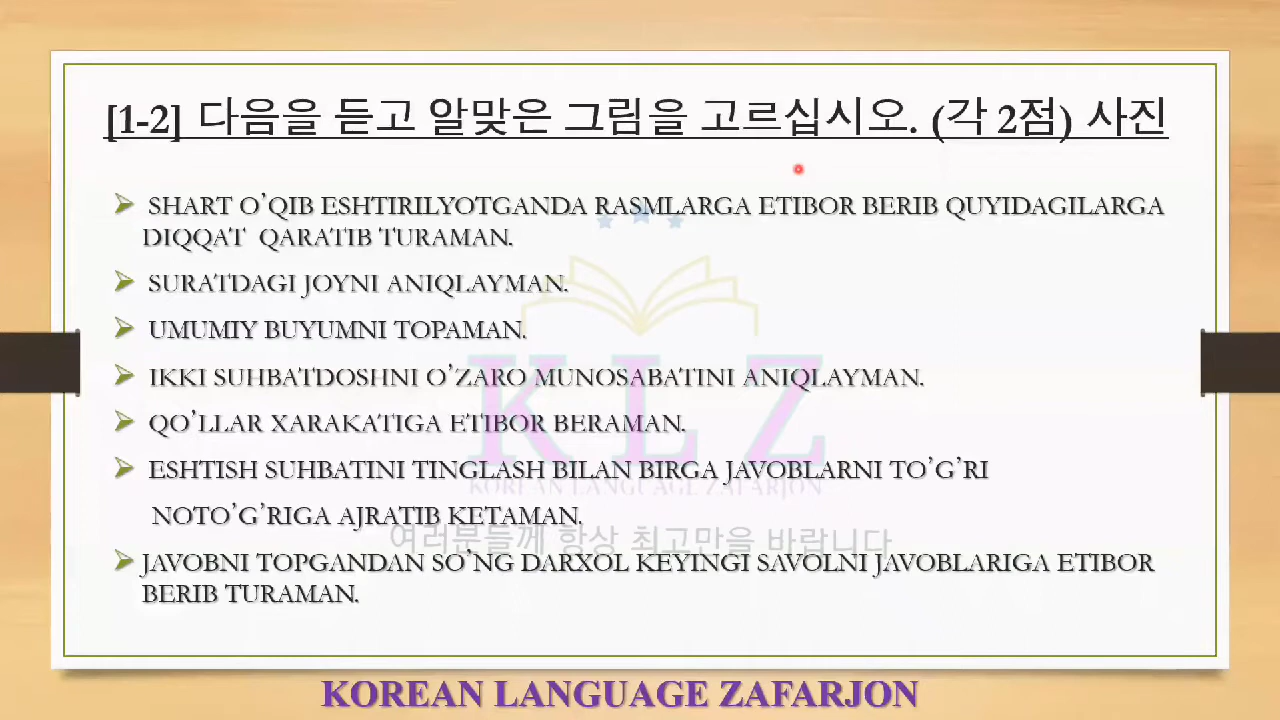 [1-2] 다음을 듣고 알맞은 그림을 고르십시오. (각 2점) 사진
SHART O’QIB ESHTIRILYOTGANDA RASMLARGA ETIBOR BERIB QUYIDAGILARGA
DIQQAT QARATIB TURAMAN.
SURATDAGI JOYNI ANIQLAYMAN.
UMUMIY BUYUMNI TOPAMAN.
IKKI SUHBATDOSHNI O’ZARO MUNOSABATINI ANIQLAYMAN.
QO’LLAR XARAKATIGA ETIBOR BERAMAN.
ESHTISH SUHBATINI TINGLASH BILAN BIRGA JAVOBLARNI TO’G’RI
NOTO’G’RIGA AJRATIB KETAMAN.
JAVOBNI TOPGANDAN SO’NG DARXOL KEYINGI SAVOLNI JAVOBLARIGA ETIBOR
BERIB TURAMAN.
KLZ
KOREAN LANGUAGE ZAFARJON
여러분들께 항상 최고만을 바랍니다
KOREAN LANGUAGE ZAFARJON